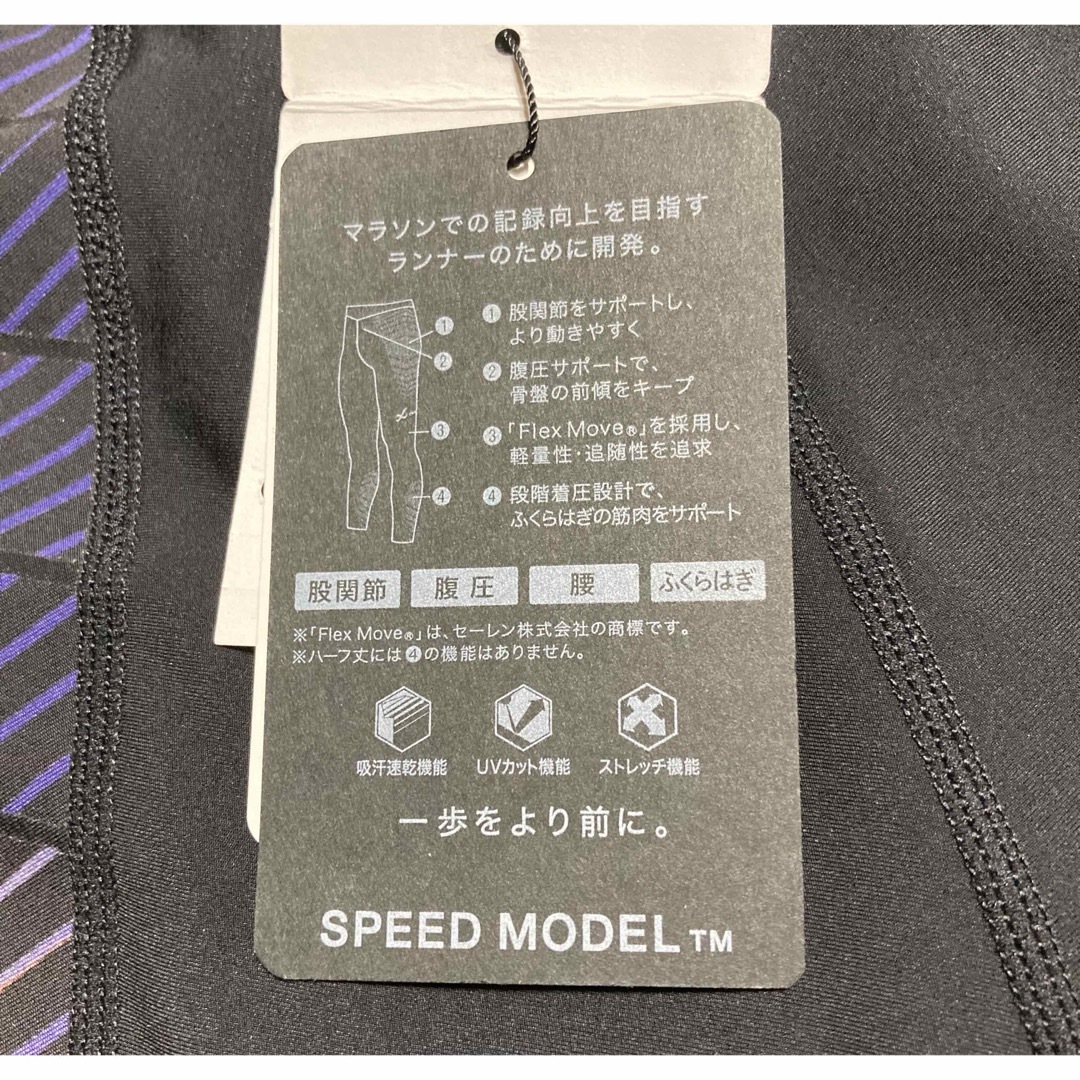 マラソンでの記録向上を目指す
ランナーのために開発。
① 股関節をサポートし、
より動きやすく
② 腹圧サポートで、
骨盤の前傾をキープ
③ 「Flex Move®」を採用し、
軽量性・追随性を追求
④ 段階着圧設計で、
ふくらはぎの筋肉をサポート
①
②
③
④
股関節 腹圧 腰 ふくらはぎ
※「Flex Move®」は、セーレン株式会社の商標です。
※ハーフ丈には④の機能はありません。
吸汗速乾機能 UVカット機能 ストレッチ機能
一歩をより前に。
SPEED MODEL TM